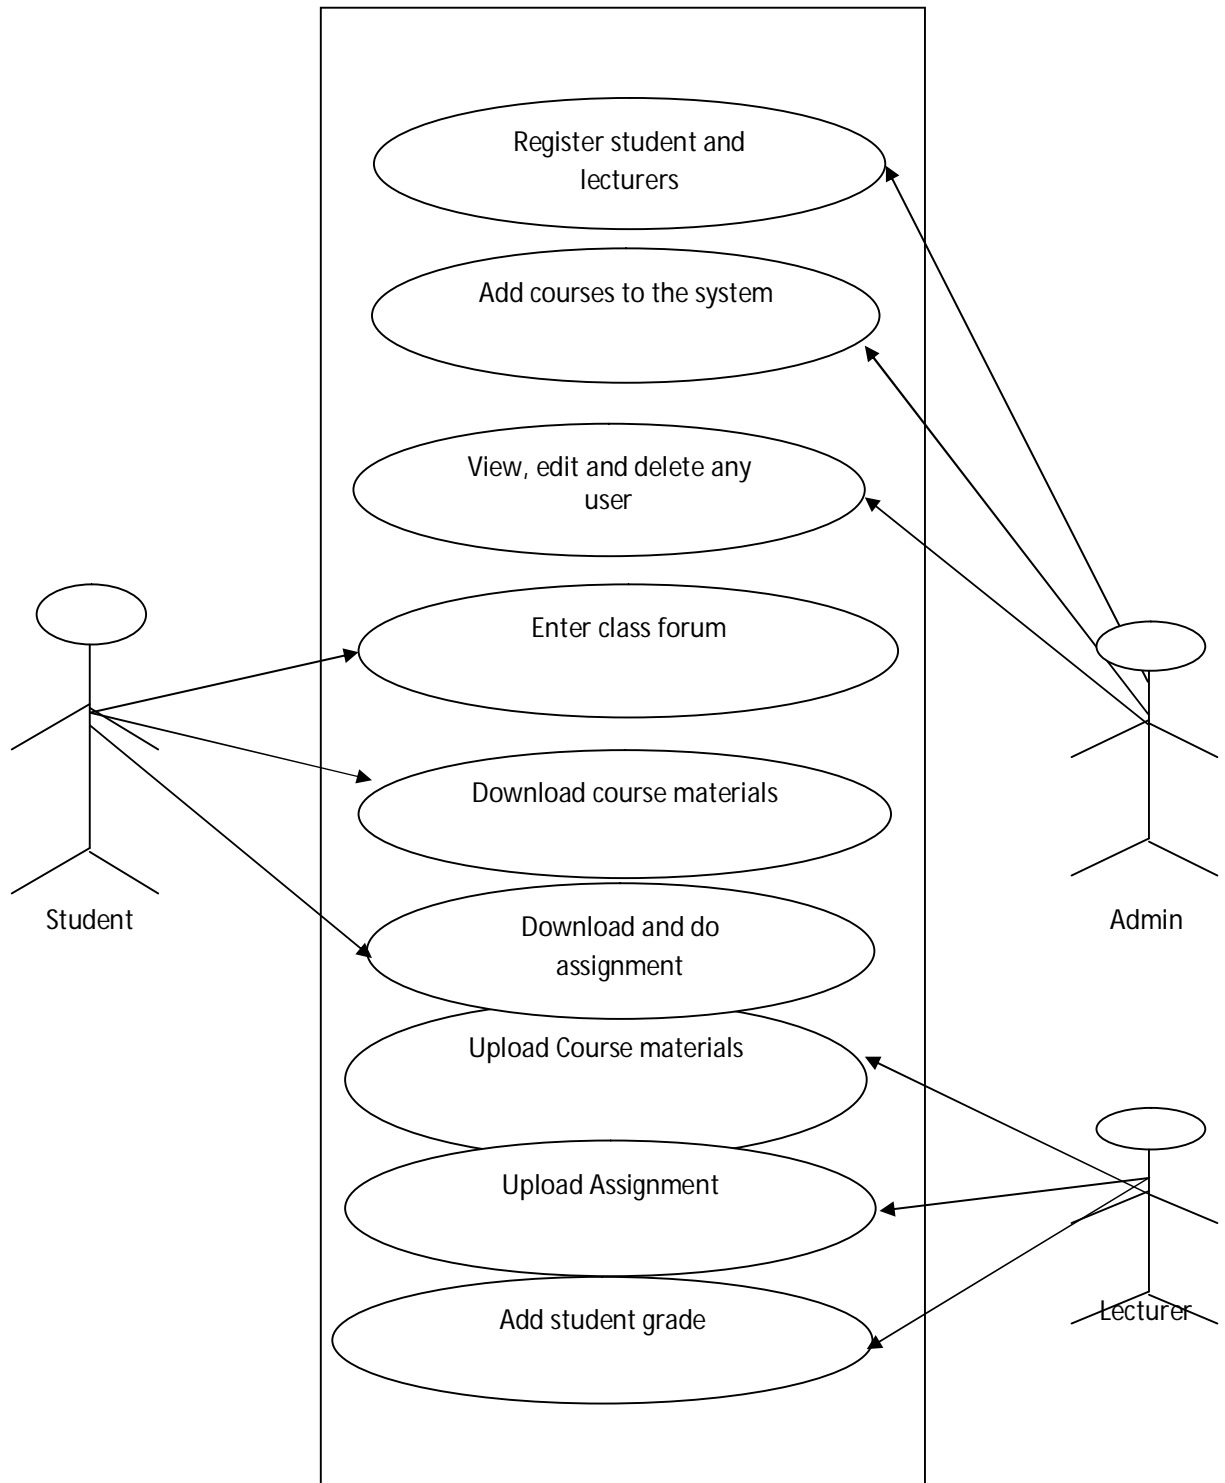 Register student and
lecturers
Add courses to the system
View, edit and delete any
user
Enter class forum
Download course materials
Student
Admin
Download and do
assignment
Upload Course materials
Upload Assignment
Lecturer
Add student grade